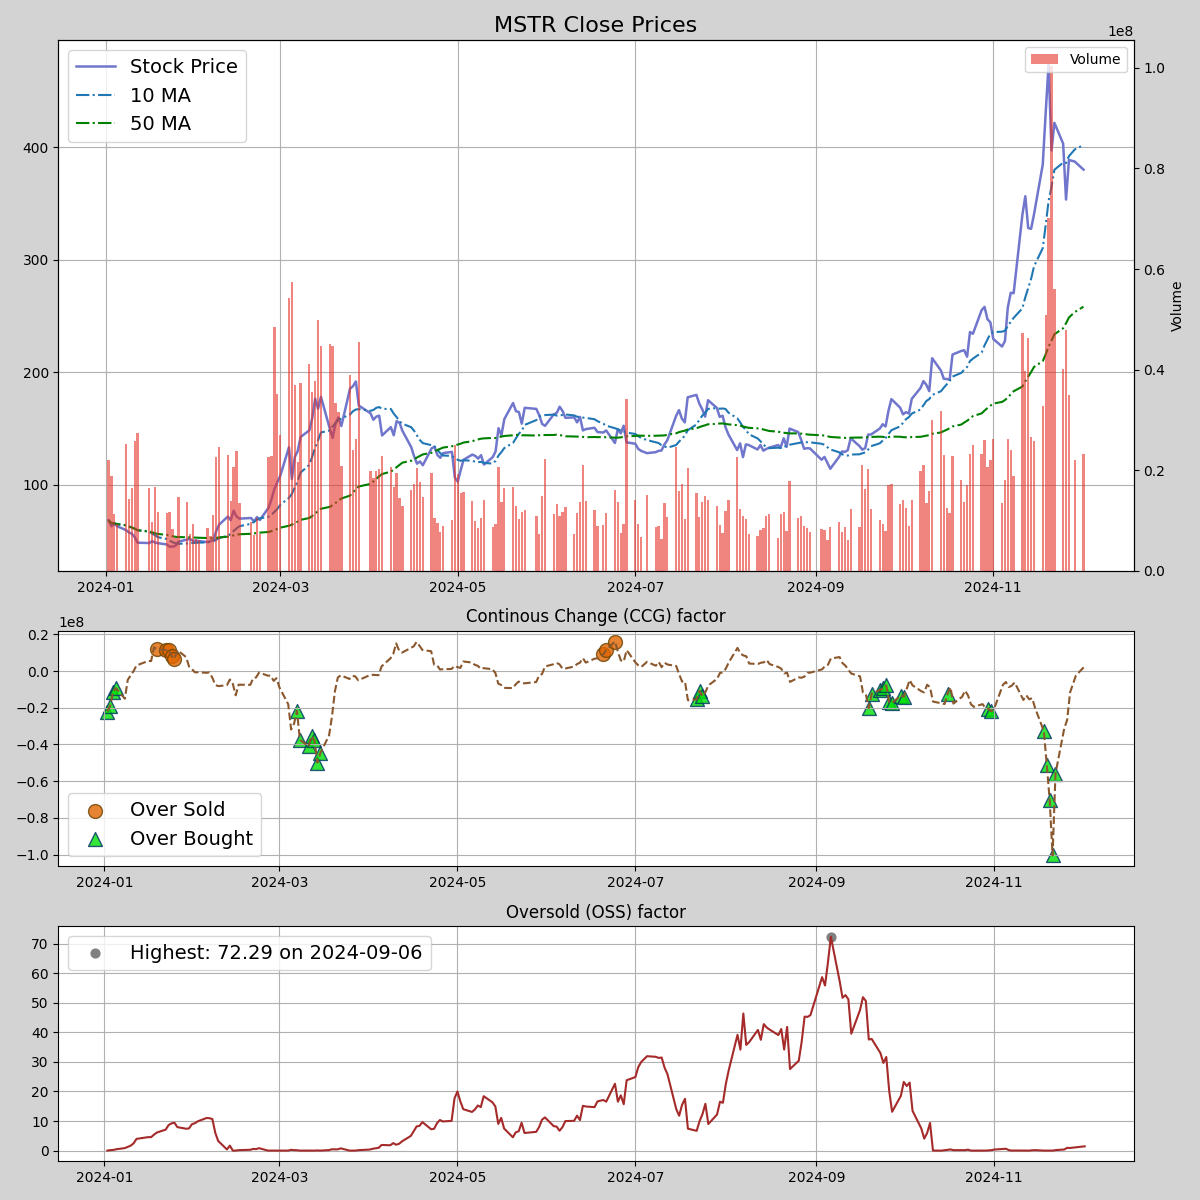 MSTR Close Prices
1e8
Stock Price
10 MA
50 MA
Volume
400
300
200
100
1.0
0.8
0.6
0.4
0.2
0.0
Volume
2024-01 2024-03 2024-05 2024-07 2024-09 2024-11
Continous Change (CCG) factor
1e8
0.2
0.0
−0.2
−0.4
−0.6
−0.8
−1.0
Over Sold
Over Bought
2024-01 2024-03 2024-05 2024-07 2024-09 2024-11
Oversold (OSS) factor
Highest: 72.29 on 2024-09-06
70
60
50
40
30
20
10
0
2024-01 2024-03 2024-05 2024-07 2024-09 2024-11